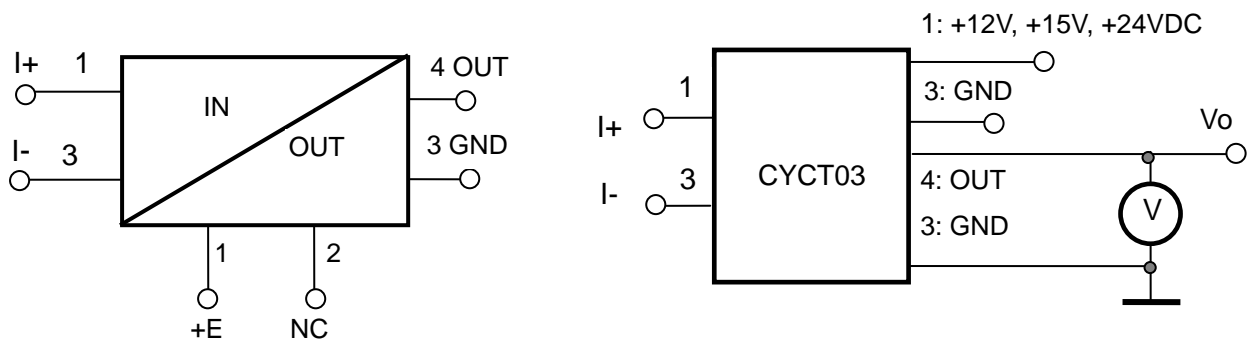 I+ 1
IN
4 OUT
I- 3
OUT
3 GND
1
2
+E
NC
1: +12V, +15V, +24VDC
3: GND
I+ 1
Vo
I- 3
CYCT03
4: OUT
V
3: GND